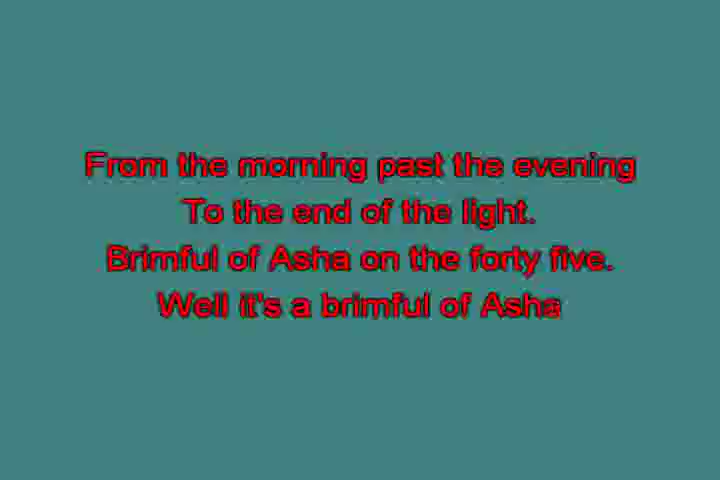 From the morning past the evening
To the end of the light.
Brimful of Asha on the forty five.
Well it's a brimful of Asha